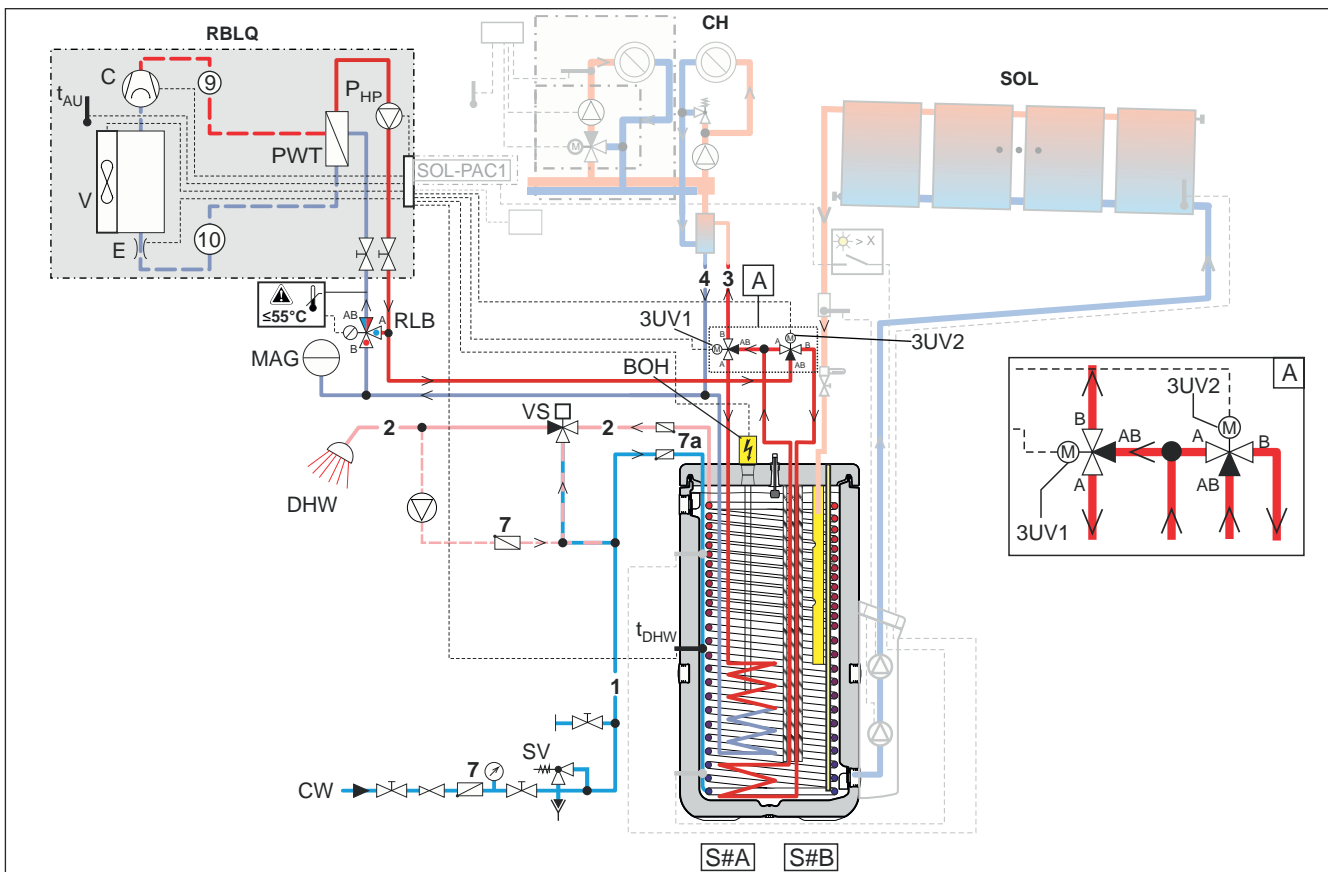 RBLQ
CH
SOL
C
9
tAU
PHP
PWT
SOL-PAC1
V
E
10
M
> X
4
3
A
AB
A
B
RLB
≤55°C
MAG
3UV1
B
AB
A
M
M
A
B
AB
3UV2
BOH
VS
2
2
7a
DHW
7
tDHW
1
SV
7
CW
S#A
S#B
A
3UV2
M
B
AB
A
B
M
A
AB
3UV1